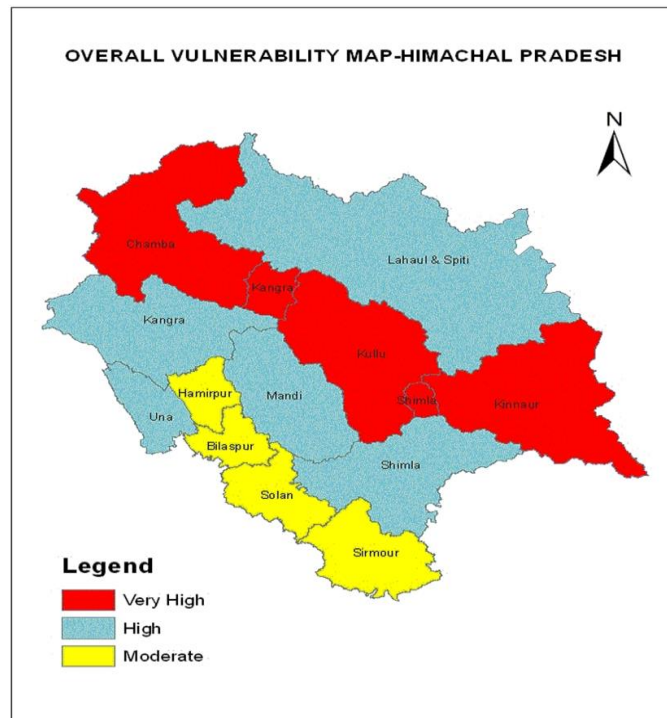 OVERALL VULNERABILITY MAP-HIMACHAL PRADESH
N
Chamba
Lahaul & Spiti
Kangra
Kangra
Kullu
Hamirpur
Mandi
Shimla
Kinnaur
Una
Bilaspur
Shimla
Solan
Sirmour
Legend
Very High
High
Moderate